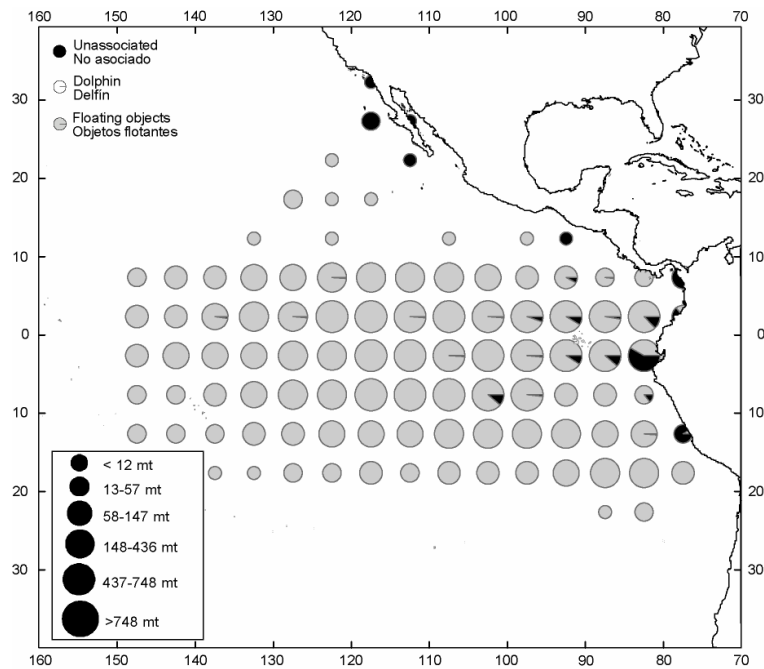 160 150 140 130 120 110 100 90 80 70
Unassociated
No asociado
Dolphin
Delfín
Floating objects
Objetos flotantes
30 30
20 20
10 10
0 0
10 10
20 20
30 30
< 12 mt
13-57 mt
58-147 mt
148-436 mt
437-748 mt
>748 mt
160 150 140 130 120 110 100 90 80 70